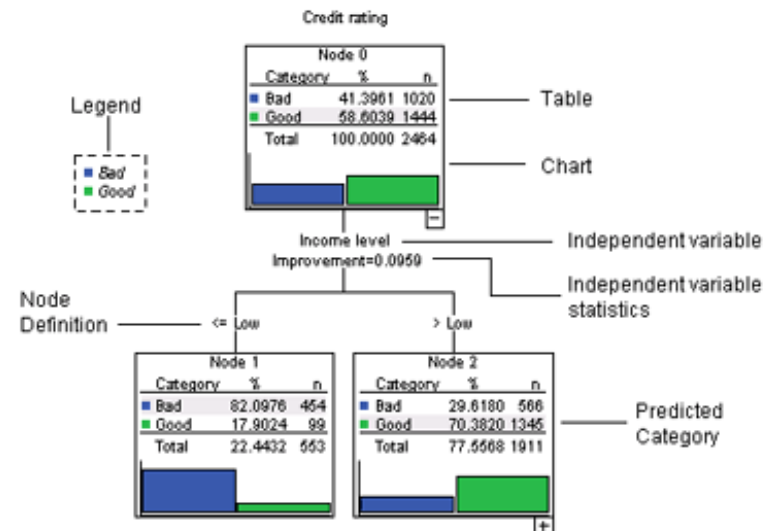 Credit rating
Node 0
Category % n
Bad 41.3961 1020
Good 58.6039 1444
Total 100.0000 2464
Table
Chart
Legend
Bad
Good
Income level
Improvement=0.0959
Independent variable
Independent variable
statistics
Node
Definition
<= Low
> Low
Node 1
Category % n
Bad 82.0976 454
Good 17.9024 99
Total 22.4432 553
Node 2
Category % n
Bad 29.6180 566
Good 70.3820 1345
Total 77.5568 1911
Predicted
Category